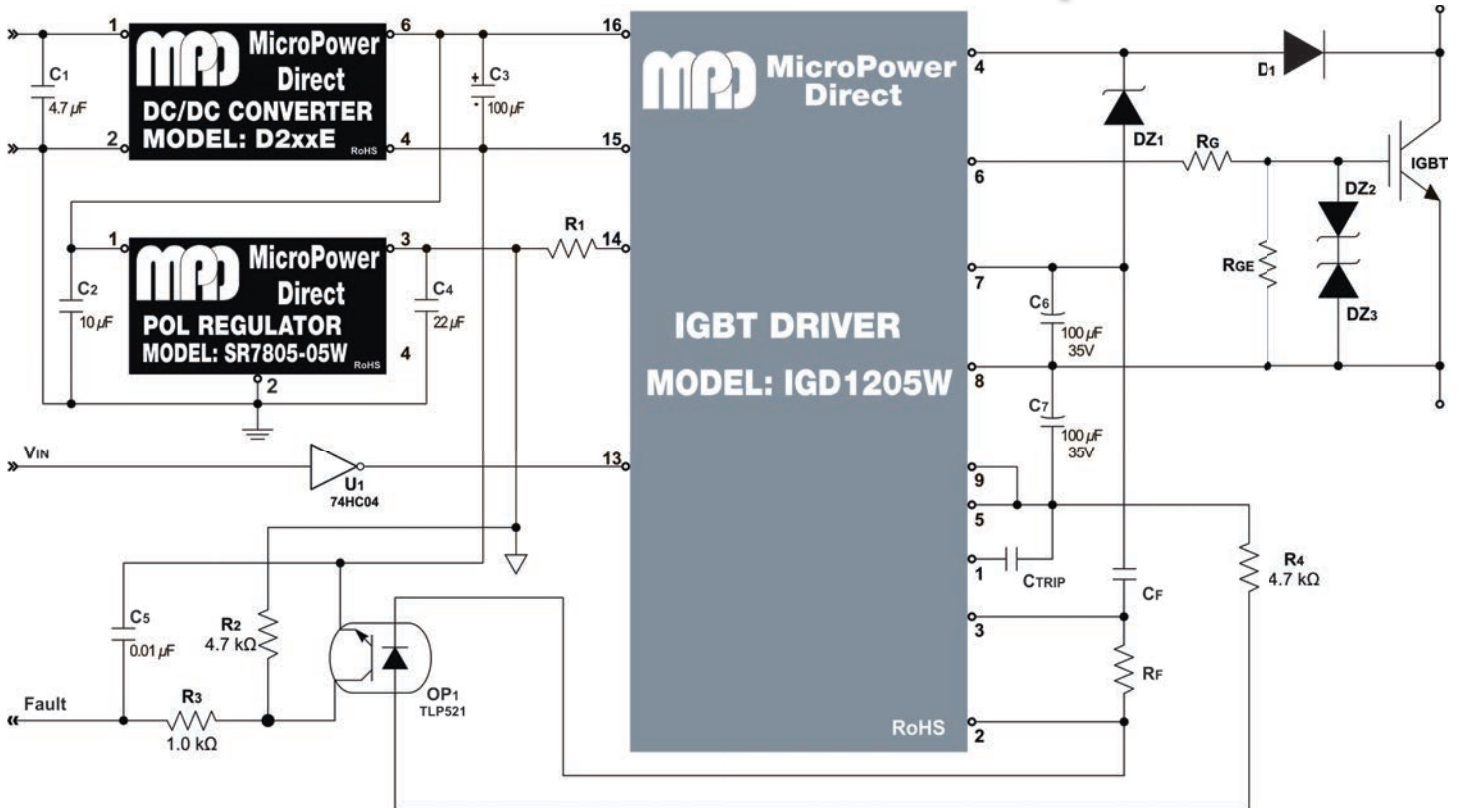 1
MPD MicroPower
Direct
DC/DC CONVERTER
MODEL: D2xxE
RoHS
6
2
4
C1
4.7 µF
+ C3
100 µF
16
15
MPD MicroPower
Direct
IGBT DRIVER
MODEL: IGD1205W
RoHS
4
D1
DZ1
RG
6
IGBT
DZ2
RGE
DZ3
7
C6
100 µF
35V
8
C7
100 µF
35V
9
5
1
CTRIP
CF
3
RF
2
R4
4.7 kΩ
1
MPD MicroPower
Direct
POL REGULATOR
MODEL: SR7805-05W
RoHS
3
4
2
C2
10 µF
C4
22 µF
R1
14
VIN
U1
74HC04
13
C5
0.01 µF
R2
4.7 kΩ
OP1
TLP521
Fault
R3
1.0 kΩ